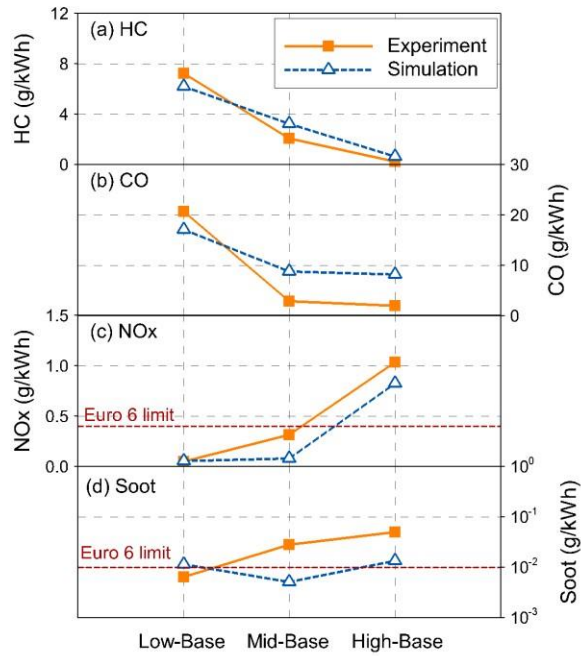 12
(a) HC
Experiment
Simulation
8
4
0
HC (g/kWh)
30
(b) CO
20
10
0
CO (g/kWh)
1.5
(c) NOx
1.0
0.5
0.0
NOx (g/kWh)
Euro 6 limit
10⁰
(d) Soot
10⁻¹
10⁻²
10⁻³
Soot (g/kWh)
Euro 6 limit
Low-Base Mid-Base High-Base